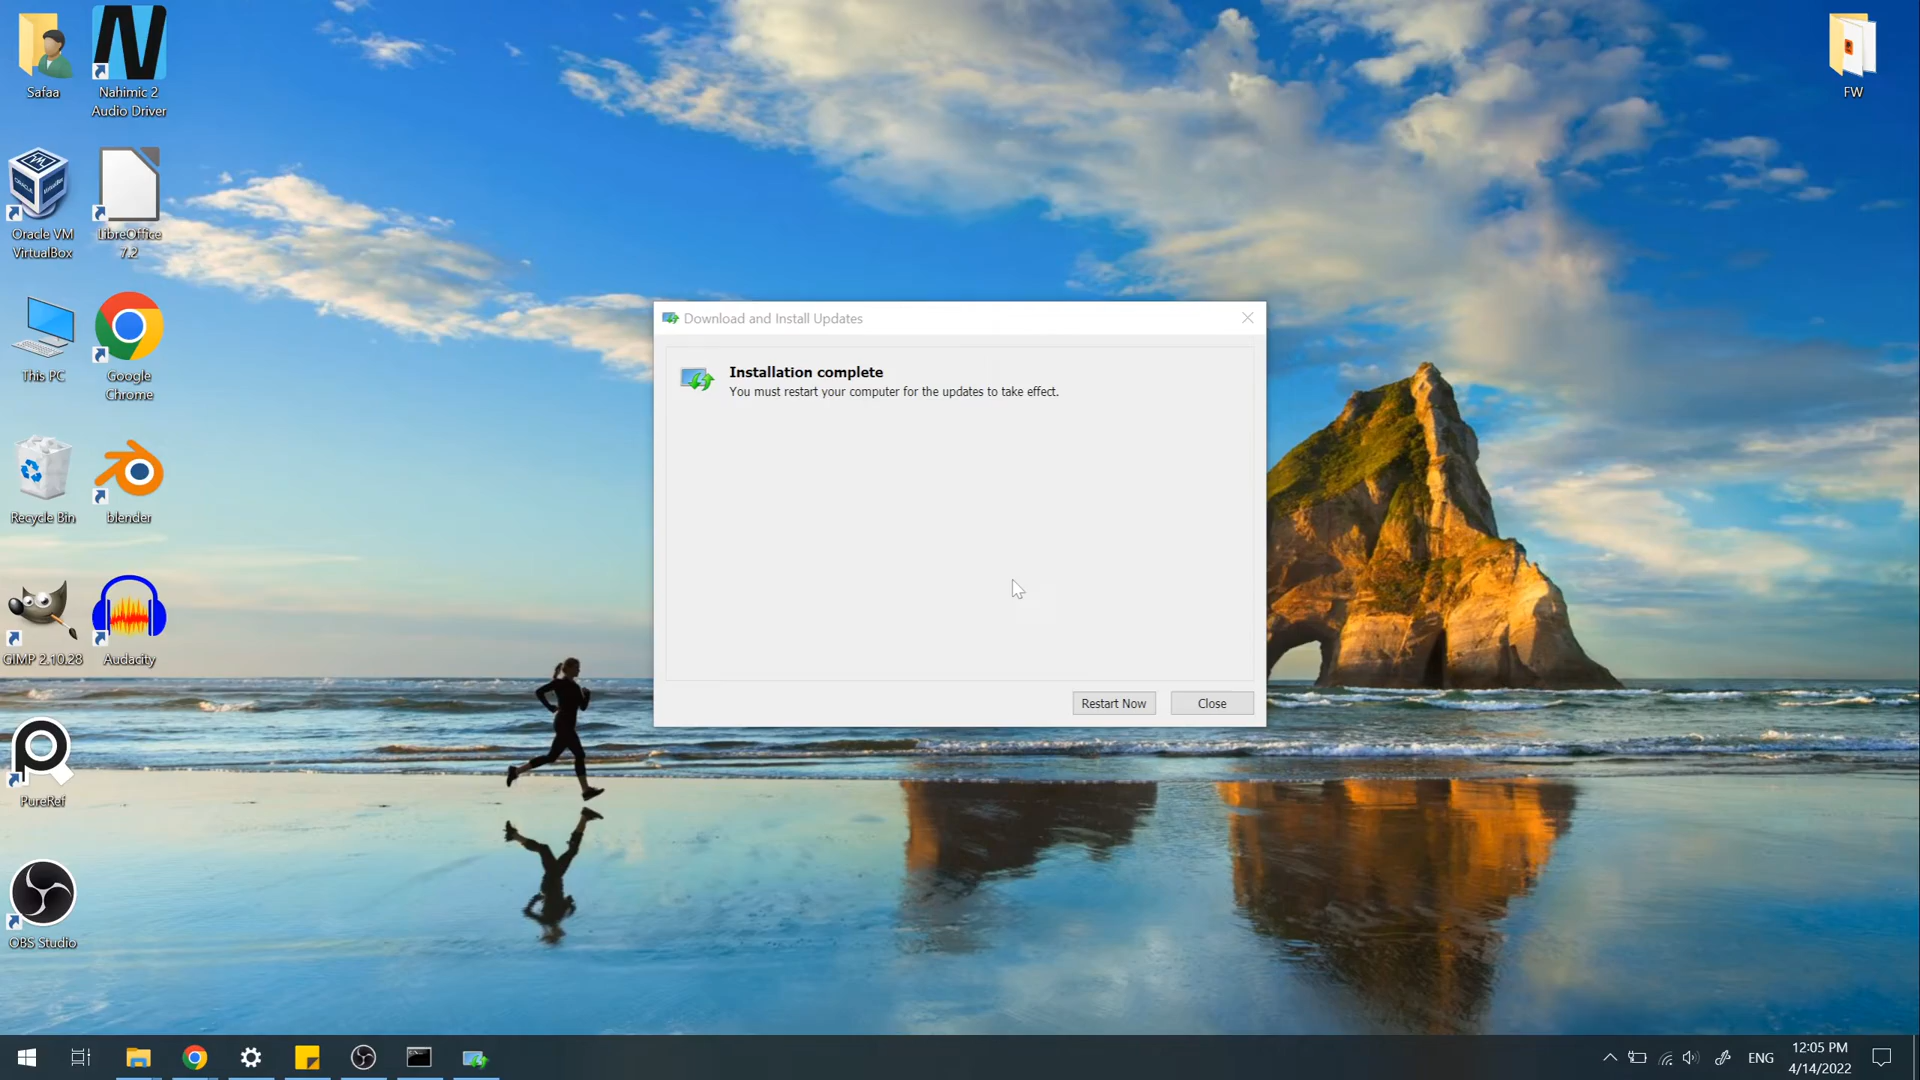 Safaa
Nahimic 2
Audio Driver
FW
Oracle VM
VirtualBox
LibreOffice
7.2
This PC
Google
Chrome
Recycle Bin
blender
GIMP 2.10.28
Audacity
PureRef
OBS Studio
Download and Install Updates
Installation complete
You must restart your computer for the updates to take effect.
Restart Now
Close
ENG
12:05 PM
4/14/2022